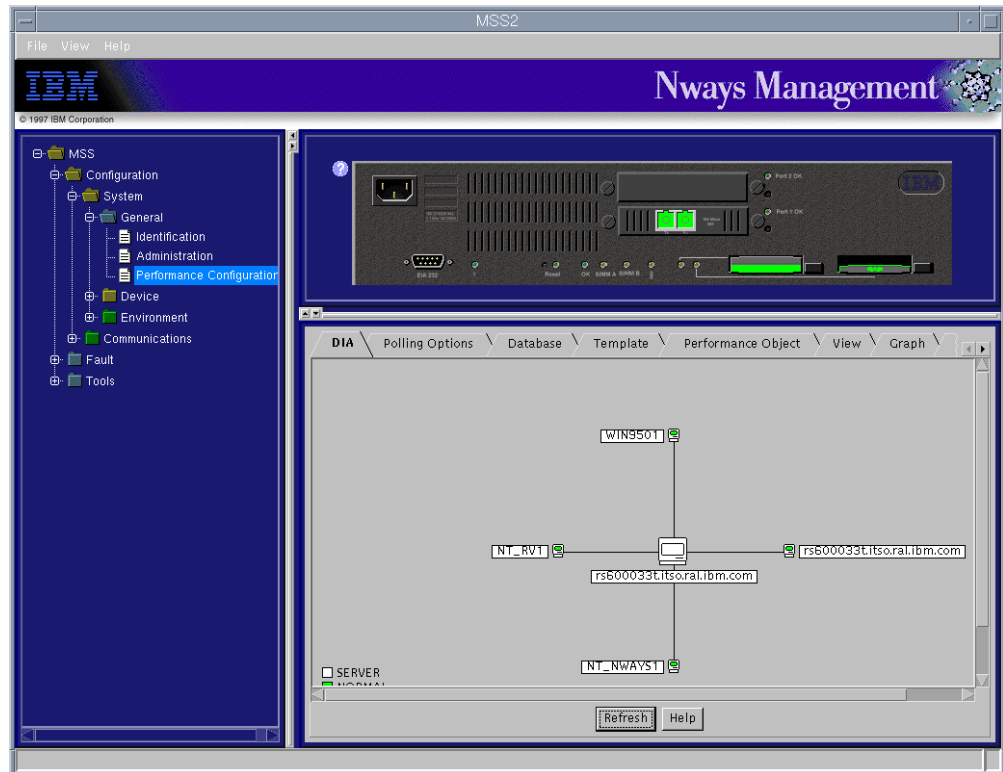 MSS2
File View Help
IBM
Nways Management
© 1997 IBM Corporation
MSS
Configuration
System
General
Identification
Administration
Performance Configuration
Device
Environment
Communications
Fault
Tools
?
Port 2 OK
IBM
Port 1 OK
EIA 232
Reset OK SIMM A SIMM B
DIA Polling Options Database Template Performance Object View Graph
WIN9501
NT_RV1
rs600033t.itso.ral.ibm.com
rs600033t.itso.ral.ibm.com
NT_NWAYS1
SERVER
NORMAL
Refresh Help